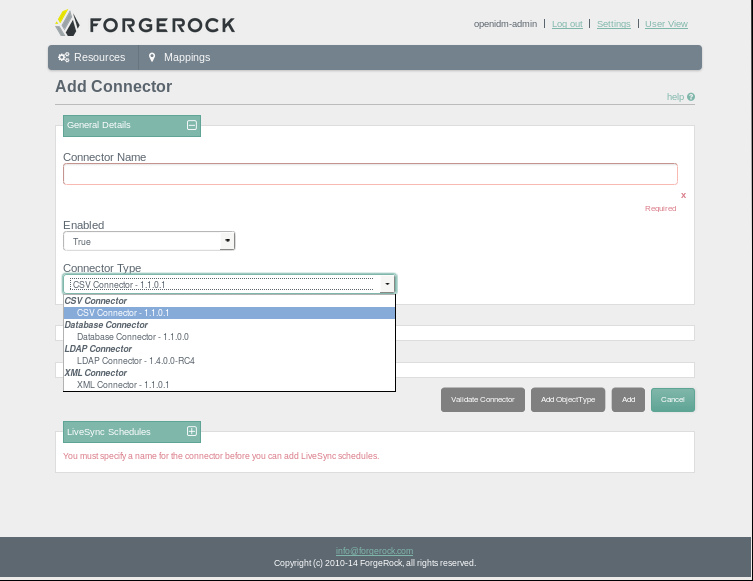 FORGEROCK
openidm-admin | Log out | Settings | User View
Resources Mappings
Add Connector
help
General Details
Connector Name
x
Required
Enabled
True
Connector Type
CSV Connector - 1.1.0.1
CSV Connector
CSV Connector - 1.1.0.1
Database Connector
Database Connector - 1.1.0.0
LDAP Connector
LDAP Connector - 1.4.0.0-RC4
XML Connector
XML Connector - 1.1.0.1
Validate Connector Add ObjectType Add Cancel
LiveSync Schedules
You must specify a name for the connector before you can add LiveSync schedules.
info@forgerock.com
Copyright (c) 2010-14 ForgeRock, all rights reserved.